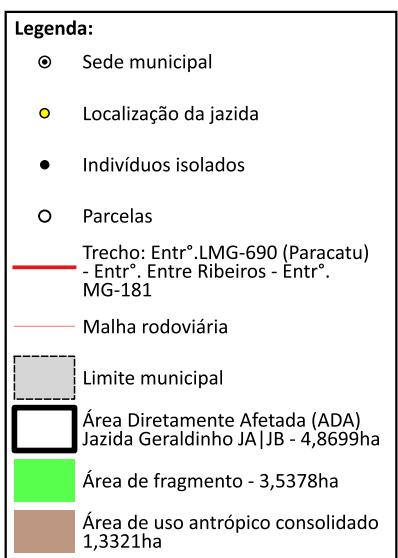 Legenda:
Sede municipal
Localização da jazida
Indivíduos isolados
Parcelas
Trecho: Entr°.LMG-690 (Paracatu)
- Entr°. Entre Ribeiros - Entr°.
MG-181
Malha rodoviária
Limite municipal
Área Diretamente Afetada (ADA)
Jazida Geraldinho JA|JB - 4,8699ha
Área de fragmento - 3,5378ha
Área de uso antrópico consolidado
1,3321ha